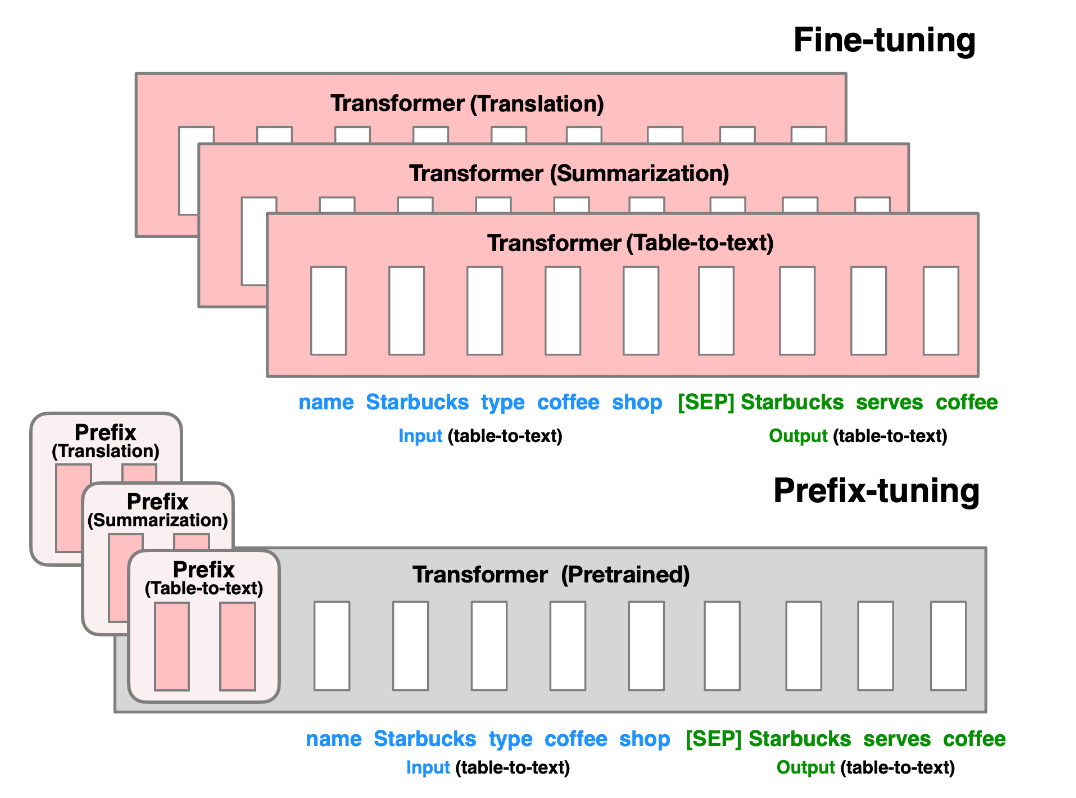 Fine-tuning
Transformer (Translation)
Transformer (Summarization)
Transformer (Table-to-text)
name Starbucks type coffee shop [SEP] Starbucks serves coffee
Input (table-to-text) Output (table-to-text)
Prefix-tuning
Prefix
(Translation)
Prefix
(Summarization)
Prefix
(Table-to-text)
Transformer (Pretrained)
name Starbucks type coffee shop [SEP] Starbucks serves coffee
Input (table-to-text) Output (table-to-text)